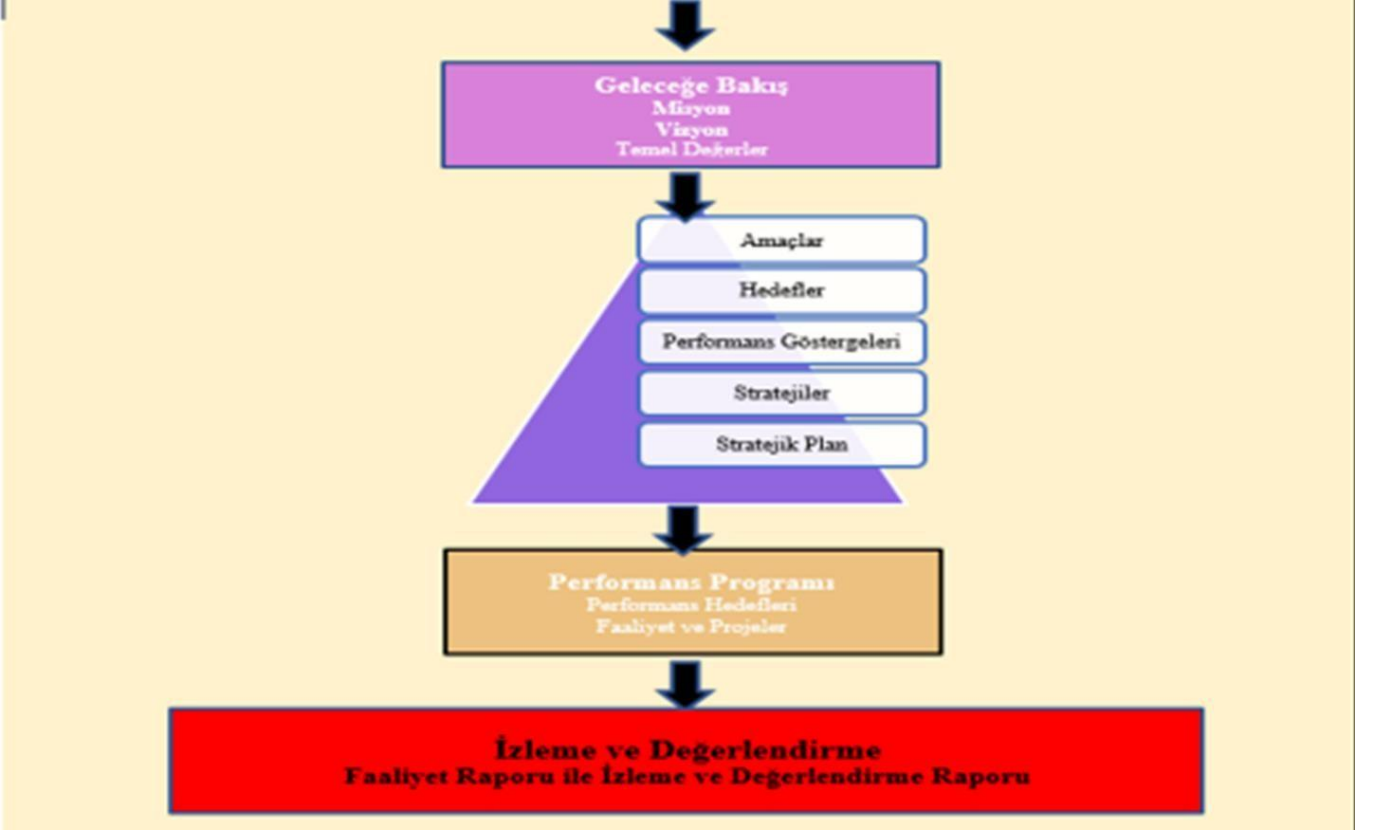 Geleceğe Bakış
Misyon
Vizyon
Temel Değerler
Amaçlar
Hedefler
Performans Göstergeleri
Stratejiler
Stratejik Plan
Performans Programı
Performans Hedefleri
Faaliyet ve Projeler
İzleme ve Değerlendirme
Faaliyet Raporu ile İzleme ve Değerlendirme Raporu